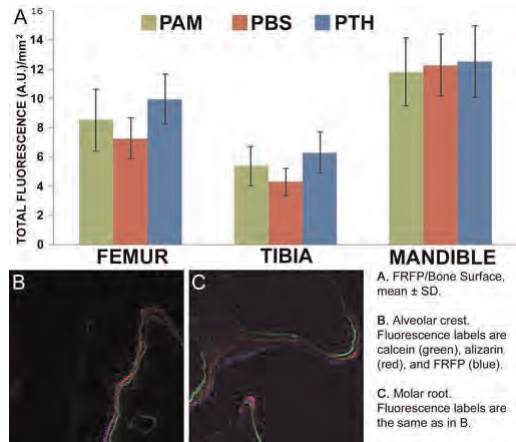 A
PAM PBS PTH
TOTAL FLUORESCENCE (A.U.)/mm²
16
14
12
10
8
6
4
2
0
FEMUR TIBIA MANDIBLE
B
C
A. FRFP/Bone Surface,
mean ± SD.
B. Alveolar crest.
Fluorescence labels are
calcein (green), alizarin
(red), and FRFP (blue).
C. Molar root.
Fluorescence labels are
the same as in B.